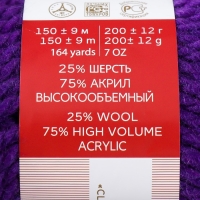 150 ± 9 м 200 ± 12 г
150 ± 9 m 200± 12 g
164 yards 7 OZ
25% ШЕРСТЬ
75% АКРИЛ
ВЫСОКООБЪЕМНЫЙ
25% WOOL
75% HIGH VOLUME
ACRYLIC